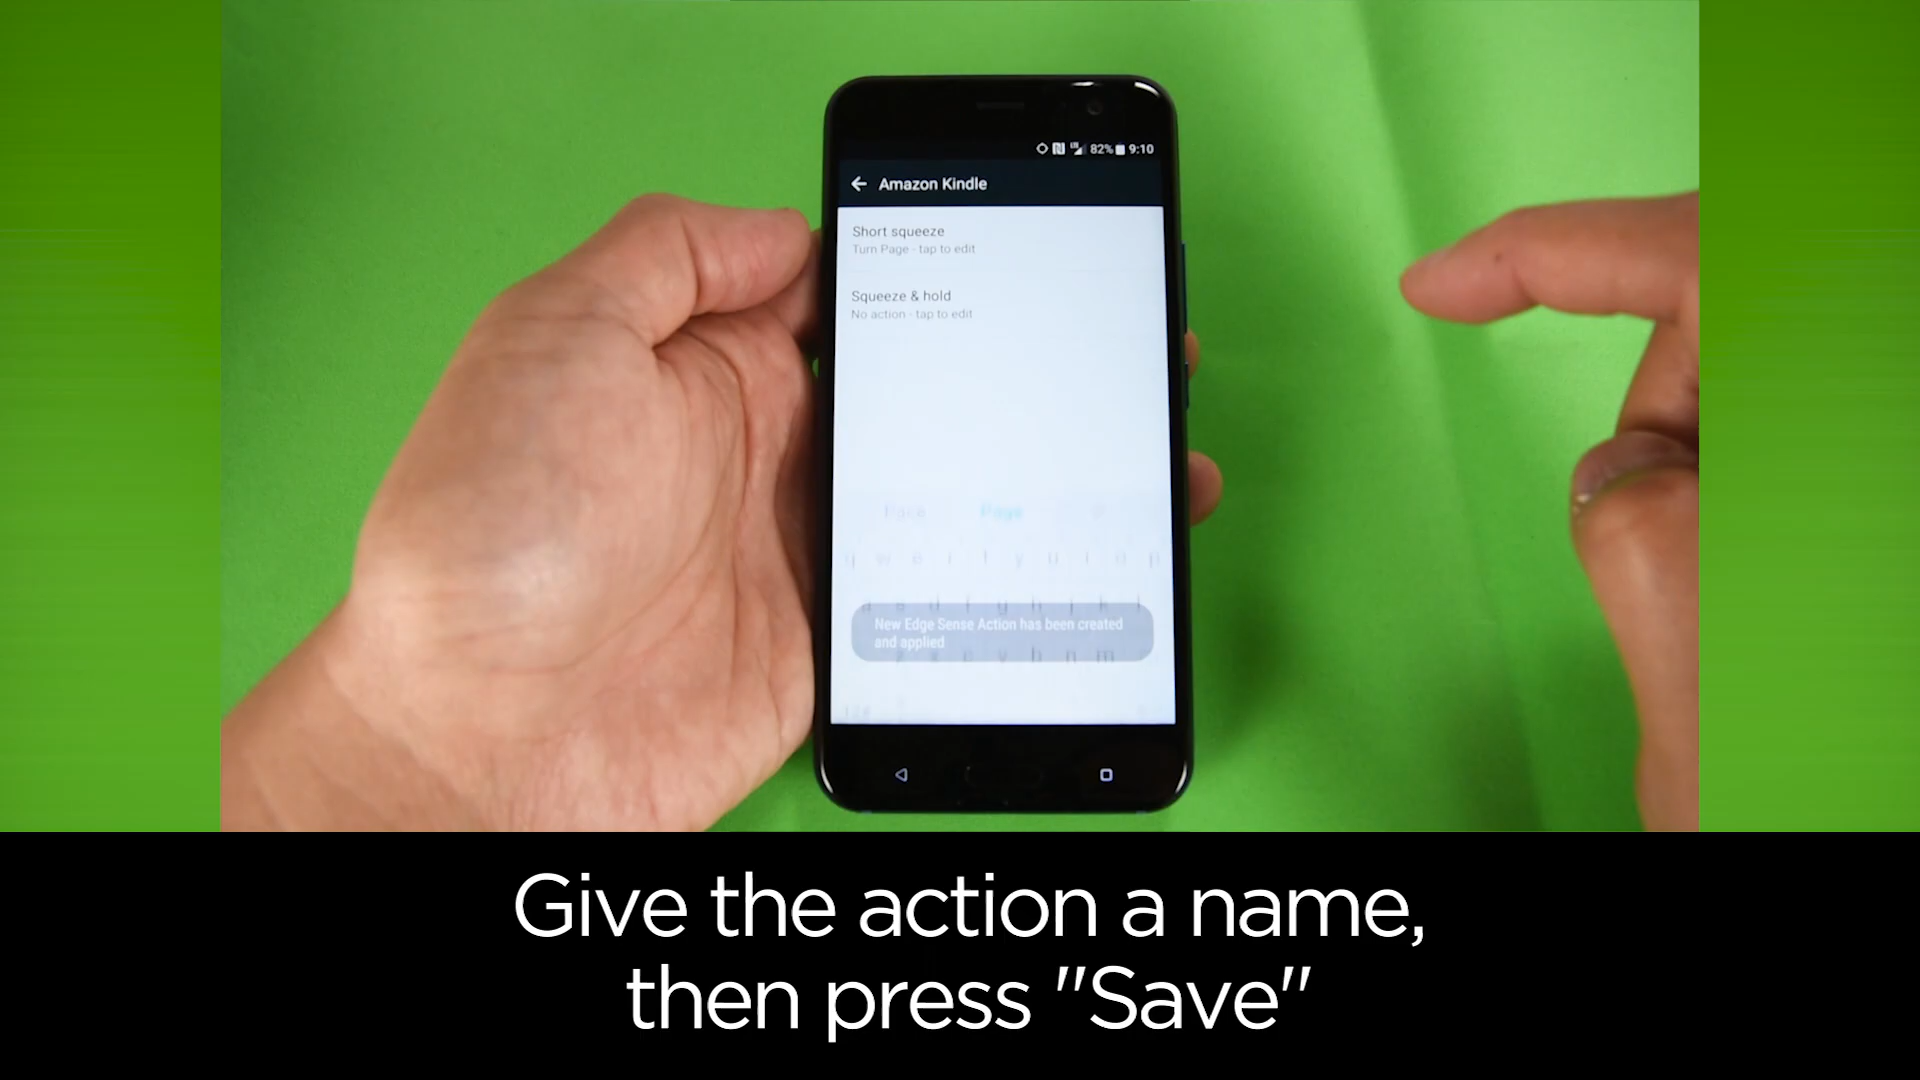 82% 9:10
Amazon Kindle
Short squeeze
Turn Page - tap to edit
Squeeze & hold
No action - tap to edit
Page
q w e r t y u i o p
New Edge Sense Action has been created
and applied
Give the action a name,
then press "Save"